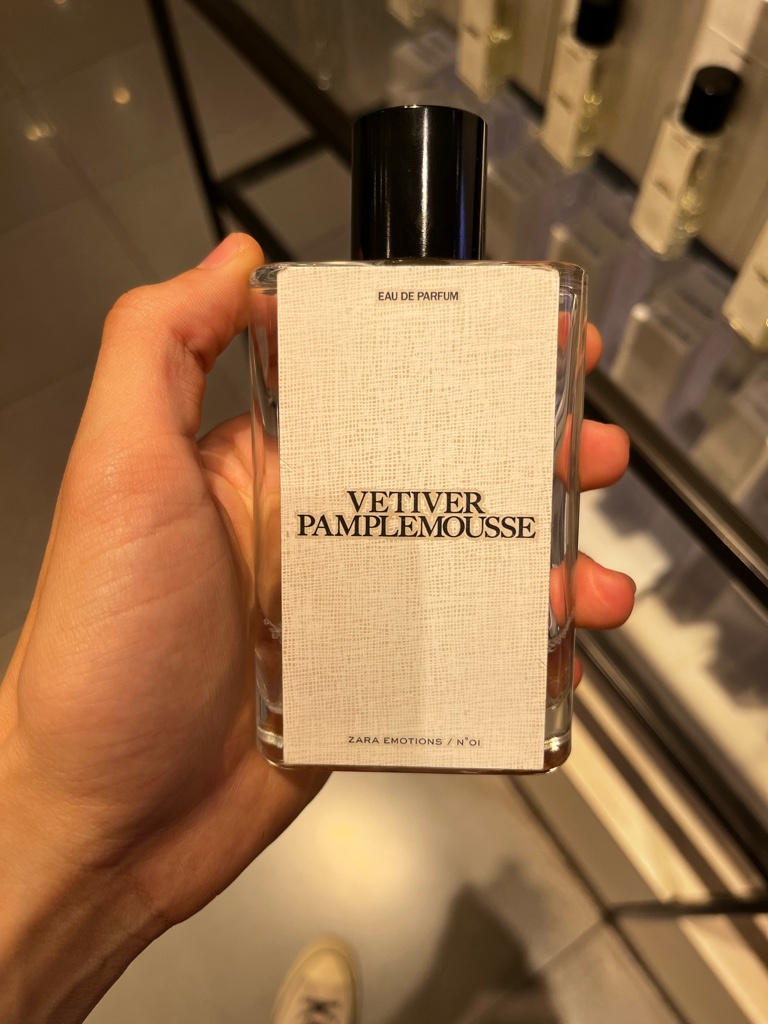 EAU DE PARFUM
VETIVER
PAMPLEMOUSSE
ZARA EMOTIONS / N°01